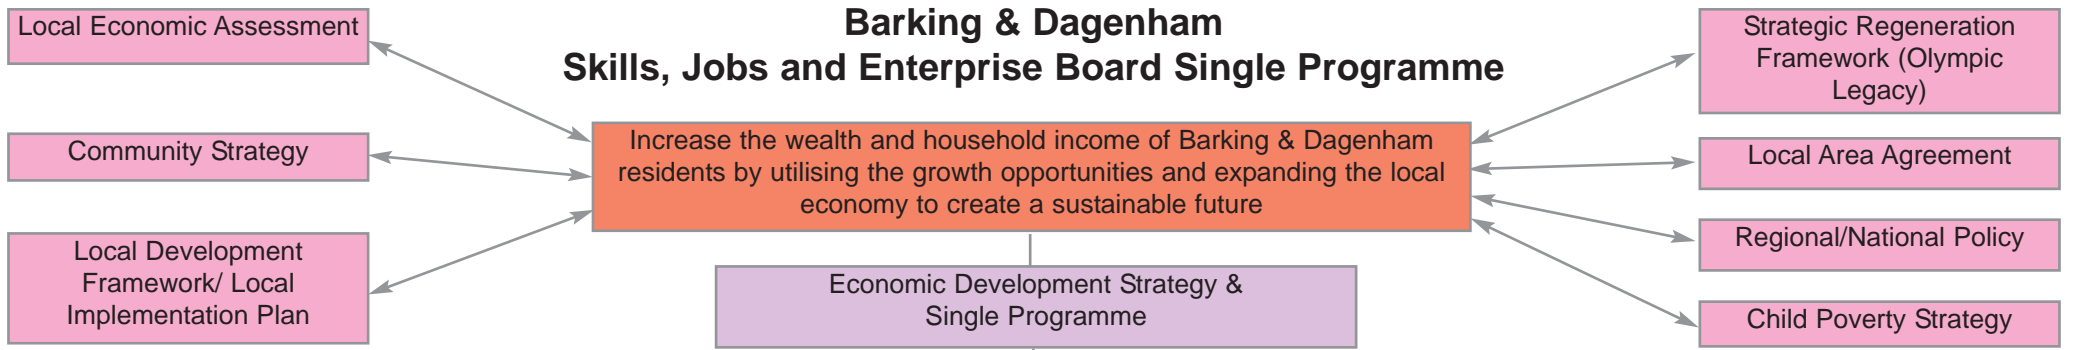 Barking & Dagenham
Skills, Jobs and Enterprise Board Single Programme
Local Economic Assessment
Community Strategy
Local Development
Framework/ Local
Implementation Plan
Increase the wealth and household income of Barking & Dagenham
residents by utilising the growth opportunities and expanding the local
economy to create a sustainable future
Economic Development Strategy &
Single Programme
Strategic Regeneration
Framework (Olympic
Legacy)
Local Area Agreement
Regional/National Policy
Child Poverty Strategy